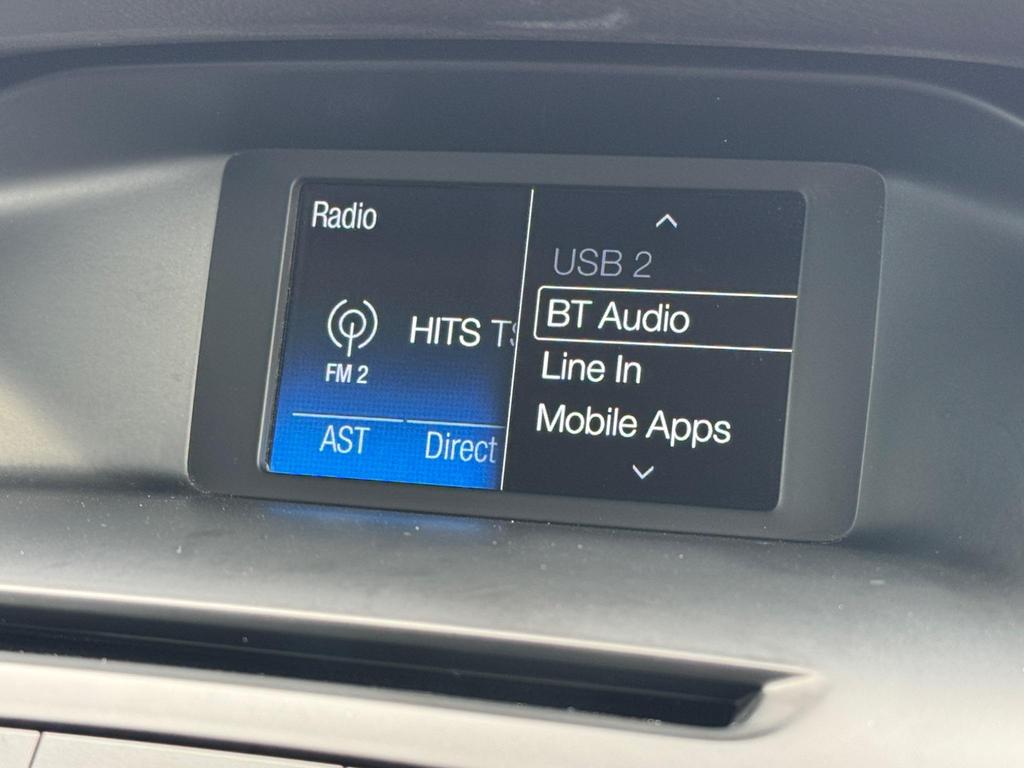 Radio
FM 2
HITS
AST
Direct
USB 2
BT Audio
Line In
Mobile Apps